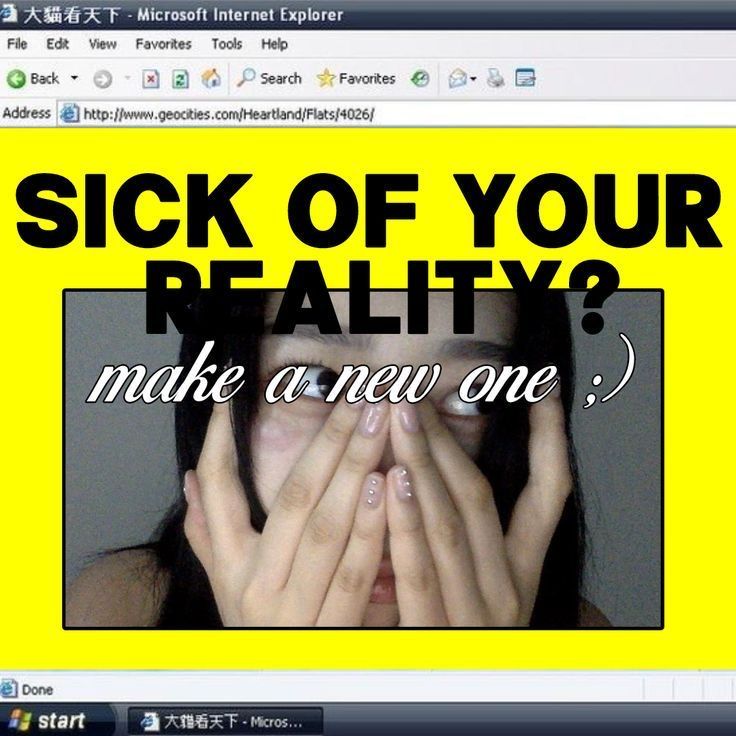 大貓看天下 - Microsoft Internet Explorer
File Edit View Favorites Tools Help
Back Search Favorites
Address http://www.geocities.com/Heartland/Flats/4026/
SICK OF YOUR
REALITY?
make a new one ;)
Done
start 大貓看天下 - Micros...